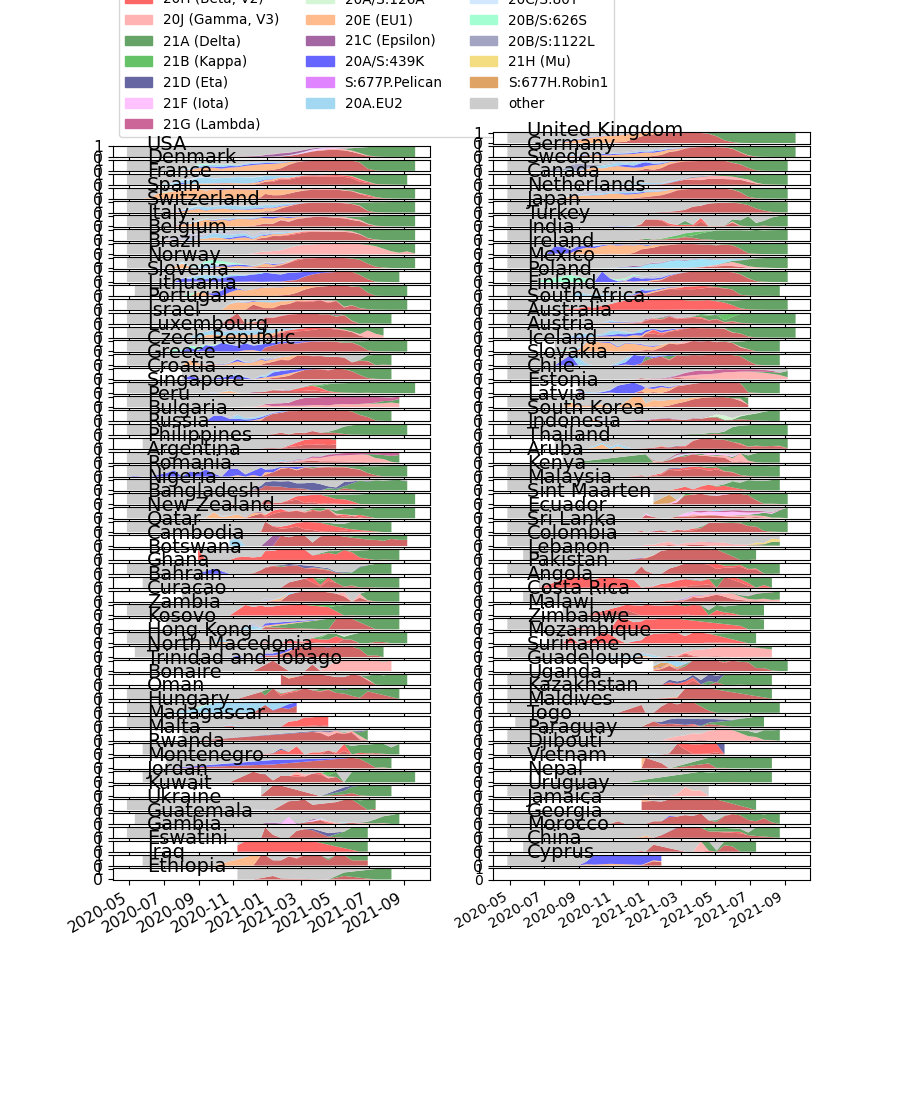 20H (Beta, V2)
20J (Gamma, V3)
21A (Delta)
21B (Kappa)
21D (Eta)
21F (Iota)
21G (Lambda)
20A/S:126A
20E (EU1)
21C (Epsilon)
20A/S:439K
S:677P.Pelican
20A.EU2
20C/S:80Y
20B/S:626S
20B/S:1122L
21H (Mu)
S:677H.Robin1
other
USA
Denmark
France
Spain
Switzerland
Italy
Belgium
Brazil
Norway
Slovenia
Lithuania
Portugal
Israel
Luxembourg
Czech Republic
Greece
Croatia
Singapore
Peru
Bulgaria
Russia
Philippines
Argentina
Romania
Nigeria
Bangladesh
New Zealand
Qatar
Cambodia
Botswana
Ghana
Bahrain
Curacao
Zambia
Kosovo
Hong Kong
North Macedonia
Trinidad and Tobago
Bonaire
Oman
Hungary
Madagascar
Malta
Rwanda
Montenegro
Jordan
Kuwait
Ukraine
Guatemala
Gambia
Eswatini
Iraq
Ethiopia
2020-05 2020-07 2020-09 2020-11 2021-01 2021-03 2021-05 2021-07 2021-09
United Kingdom
Germany
Sweden
Canada
Netherlands
Japan
Turkey
India
Ireland
Mexico
Poland
Finland
South Africa
Australia
Austria
Iceland
Slovakia
Chile
Estonia
Latvia
South Korea
Indonesia
Thailand
Aruba
Kenya
Malaysia
Sint Maarten
Ecuador
Sri Lanka
Colombia
Lebanon
Pakistan
Angola
Costa Rica
Malawi
Zimbabwe
Mozambique
Suriname
Guadeloupe
Uganda
Kazakhstan
Maldives
Togo
Paraguay
Djibouti
Vietnam
Nepal
Uruguay
Jamaica
Georgia
Morocco
China
Cyprus
2020-05 2020-07 2020-09 2020-11 2021-01 2021-03 2021-05 2021-07 2021-09